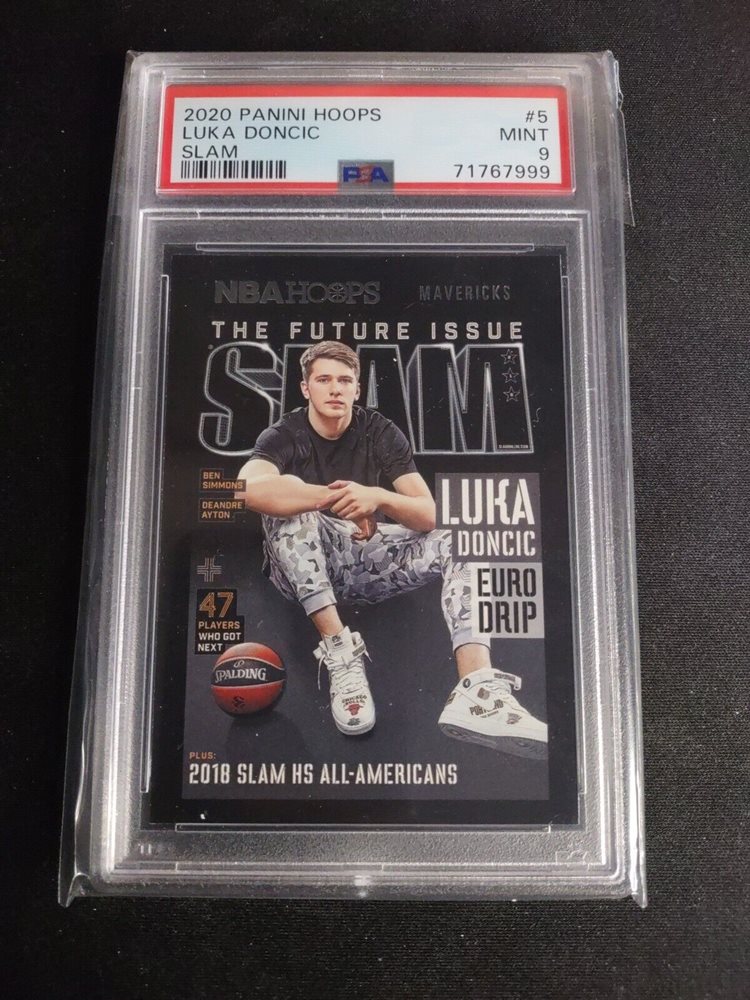 2020 PANINI HOOPS #5
LUKA DONCIC MINT
SLAM 9
PSA 71767999
NBA HOOPS MAVERICKS
THE FUTURE ISSUE
SLAM
BEN
SIMMONS
DEANDRE
AYTON
LUKA
DONCIC
EURO
DRIP
47
PLAYERS
WHO GOT
NEXT
SPALDING
PLUS:
2018 SLAM HS ALL-AMERICANS